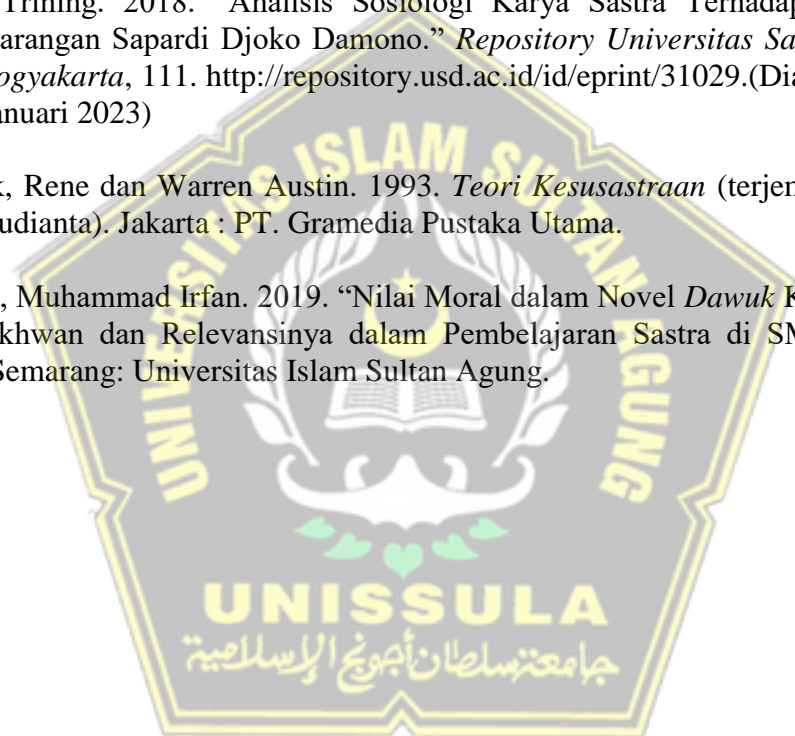 Trining. 2018. “Analisis Sosiologi Karya Sastra Terhadap
arangan Sapardi Djoko Damono.” Repository Universitas Sa
ogyakarta, 111. http://repository.usd.ac.id/id/eprint/31029.(Dia
anuari 2023)
k, Rene dan Warren Austin. 1993. Teori Kesusastraan (terjem
udianta). Jakarta : PT. Gramedia Pustaka Utama.
, Muhammad Irfan. 2019. “Nilai Moral dalam Novel Dawuk K
khwan dan Relevansinya dalam Pembelajaran Sastra di SM
Semarang: Universitas Islam Sultan Agung.
UNIVERSITAS ISLAM SULTAN AGUNG
UNISSULA
جامعة سلطان أجونج الإسلامية